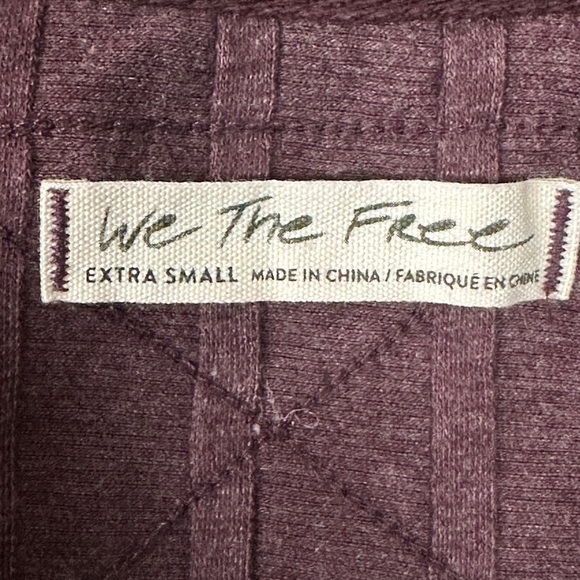 We The Free
EXTRA SMALL MADE IN CHINA / FABRIQUÉ EN CHINE